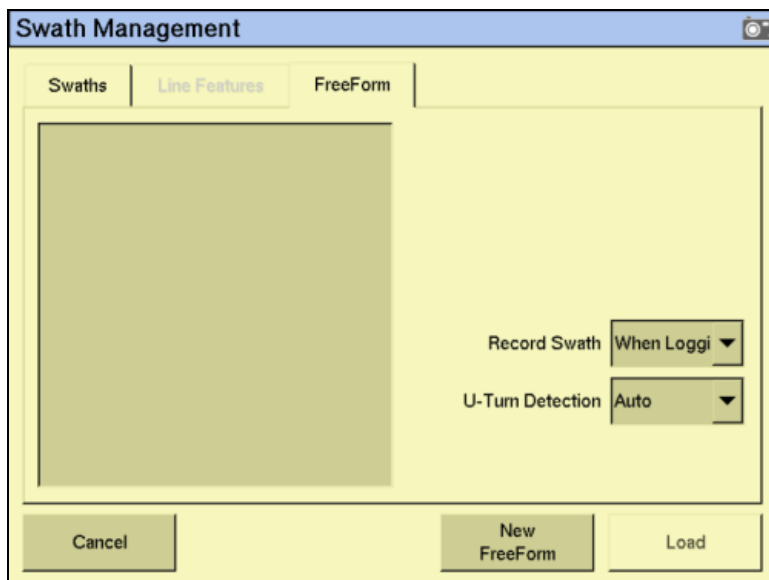 Swath Management
Swaths
Line Features
FreeForm
Record Swath
When Loggi
U-Turn Detection
Auto
Cancel
New
FreeForm
Load